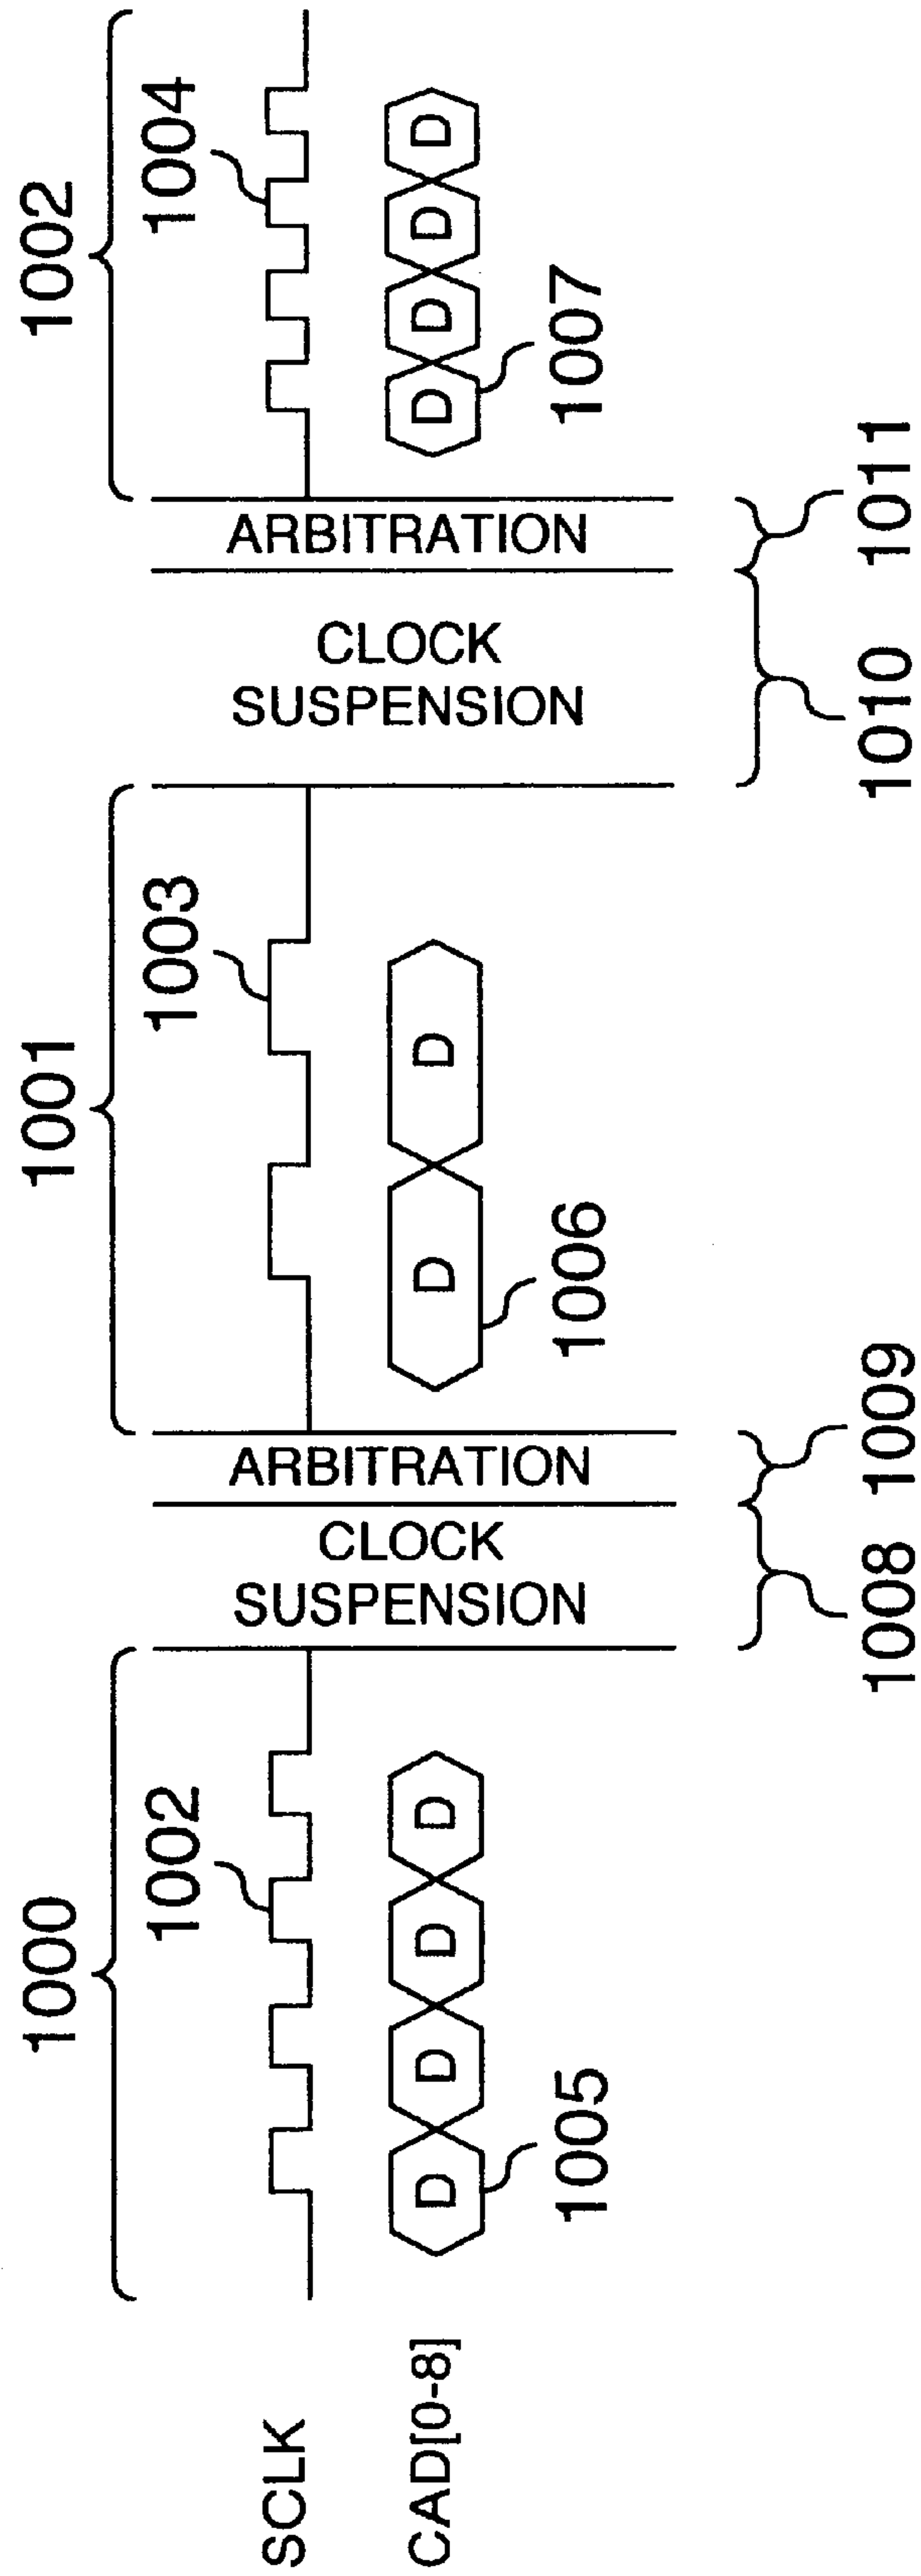 1000
1001
1002
1002
1003
1004
SCLK
CAD[0-8]
D D D D
D D
D D D D
1005
1006
1007
CLOCK
SUSPENSION
ARBITRATION
CLOCK
SUSPENSION
ARBITRATION
1008
1009
1010
1011